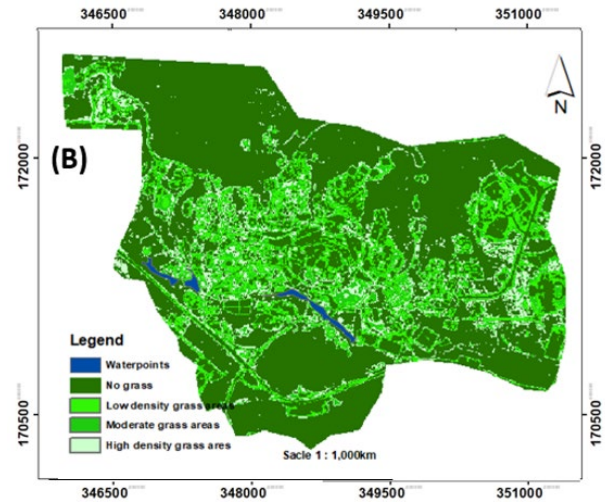 346500 348000 349500 351000
N
172000 172000
(B)
Legend
Waterpoints
No grass
Low density grass areas
Moderate grass areas
High density grass ares
170500 170500
Sacle 1 : 1,000km
346500 348000 349500 351000